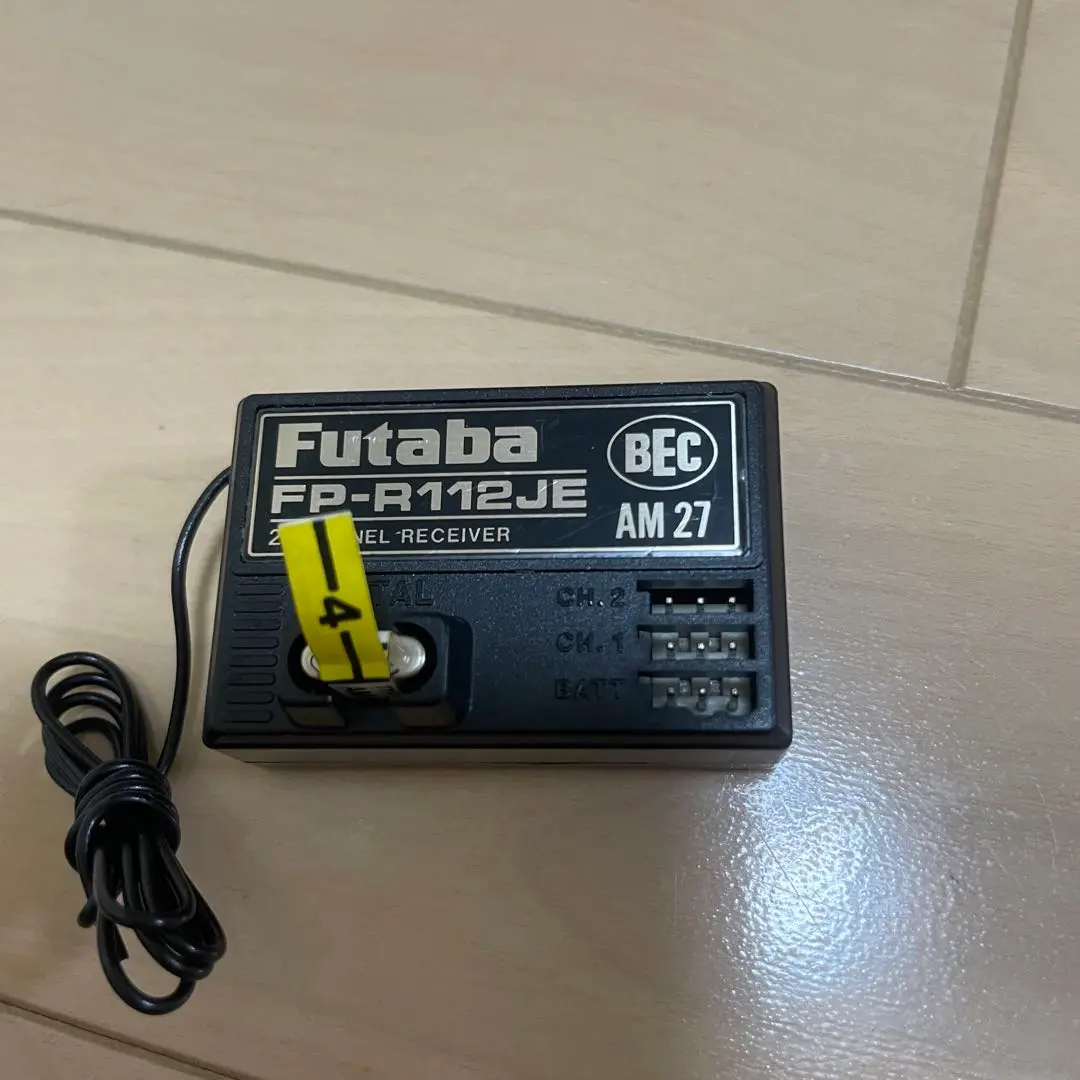 Futaba
BEC
FP-R112JE
AM 27
RECEIVER
CH.2
4
CH.1
BATT